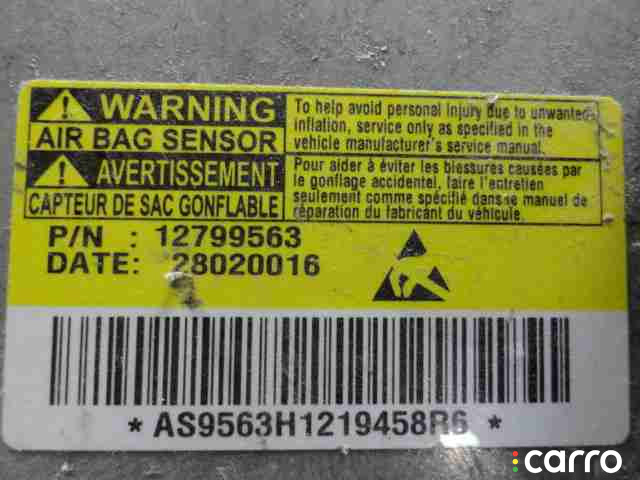 WARNING
AIR BAG SENSOR
To help avoid personal injury due to unwanted
inflation, service only as specified in the
vehicle manufacturer's service manual.
AVERTISSEMENT
CAPTEUR DE SAC GONFLABLE
Pour aider à éviter les blessures causées par
le gonflage accidentel, faire l'entretien
seulement comme spécifié dans le manuel de
réparation du fabricant du véhicule.
P/N : 12799563
DATE: 28020016
* AS9563H1219458R6 *
carro